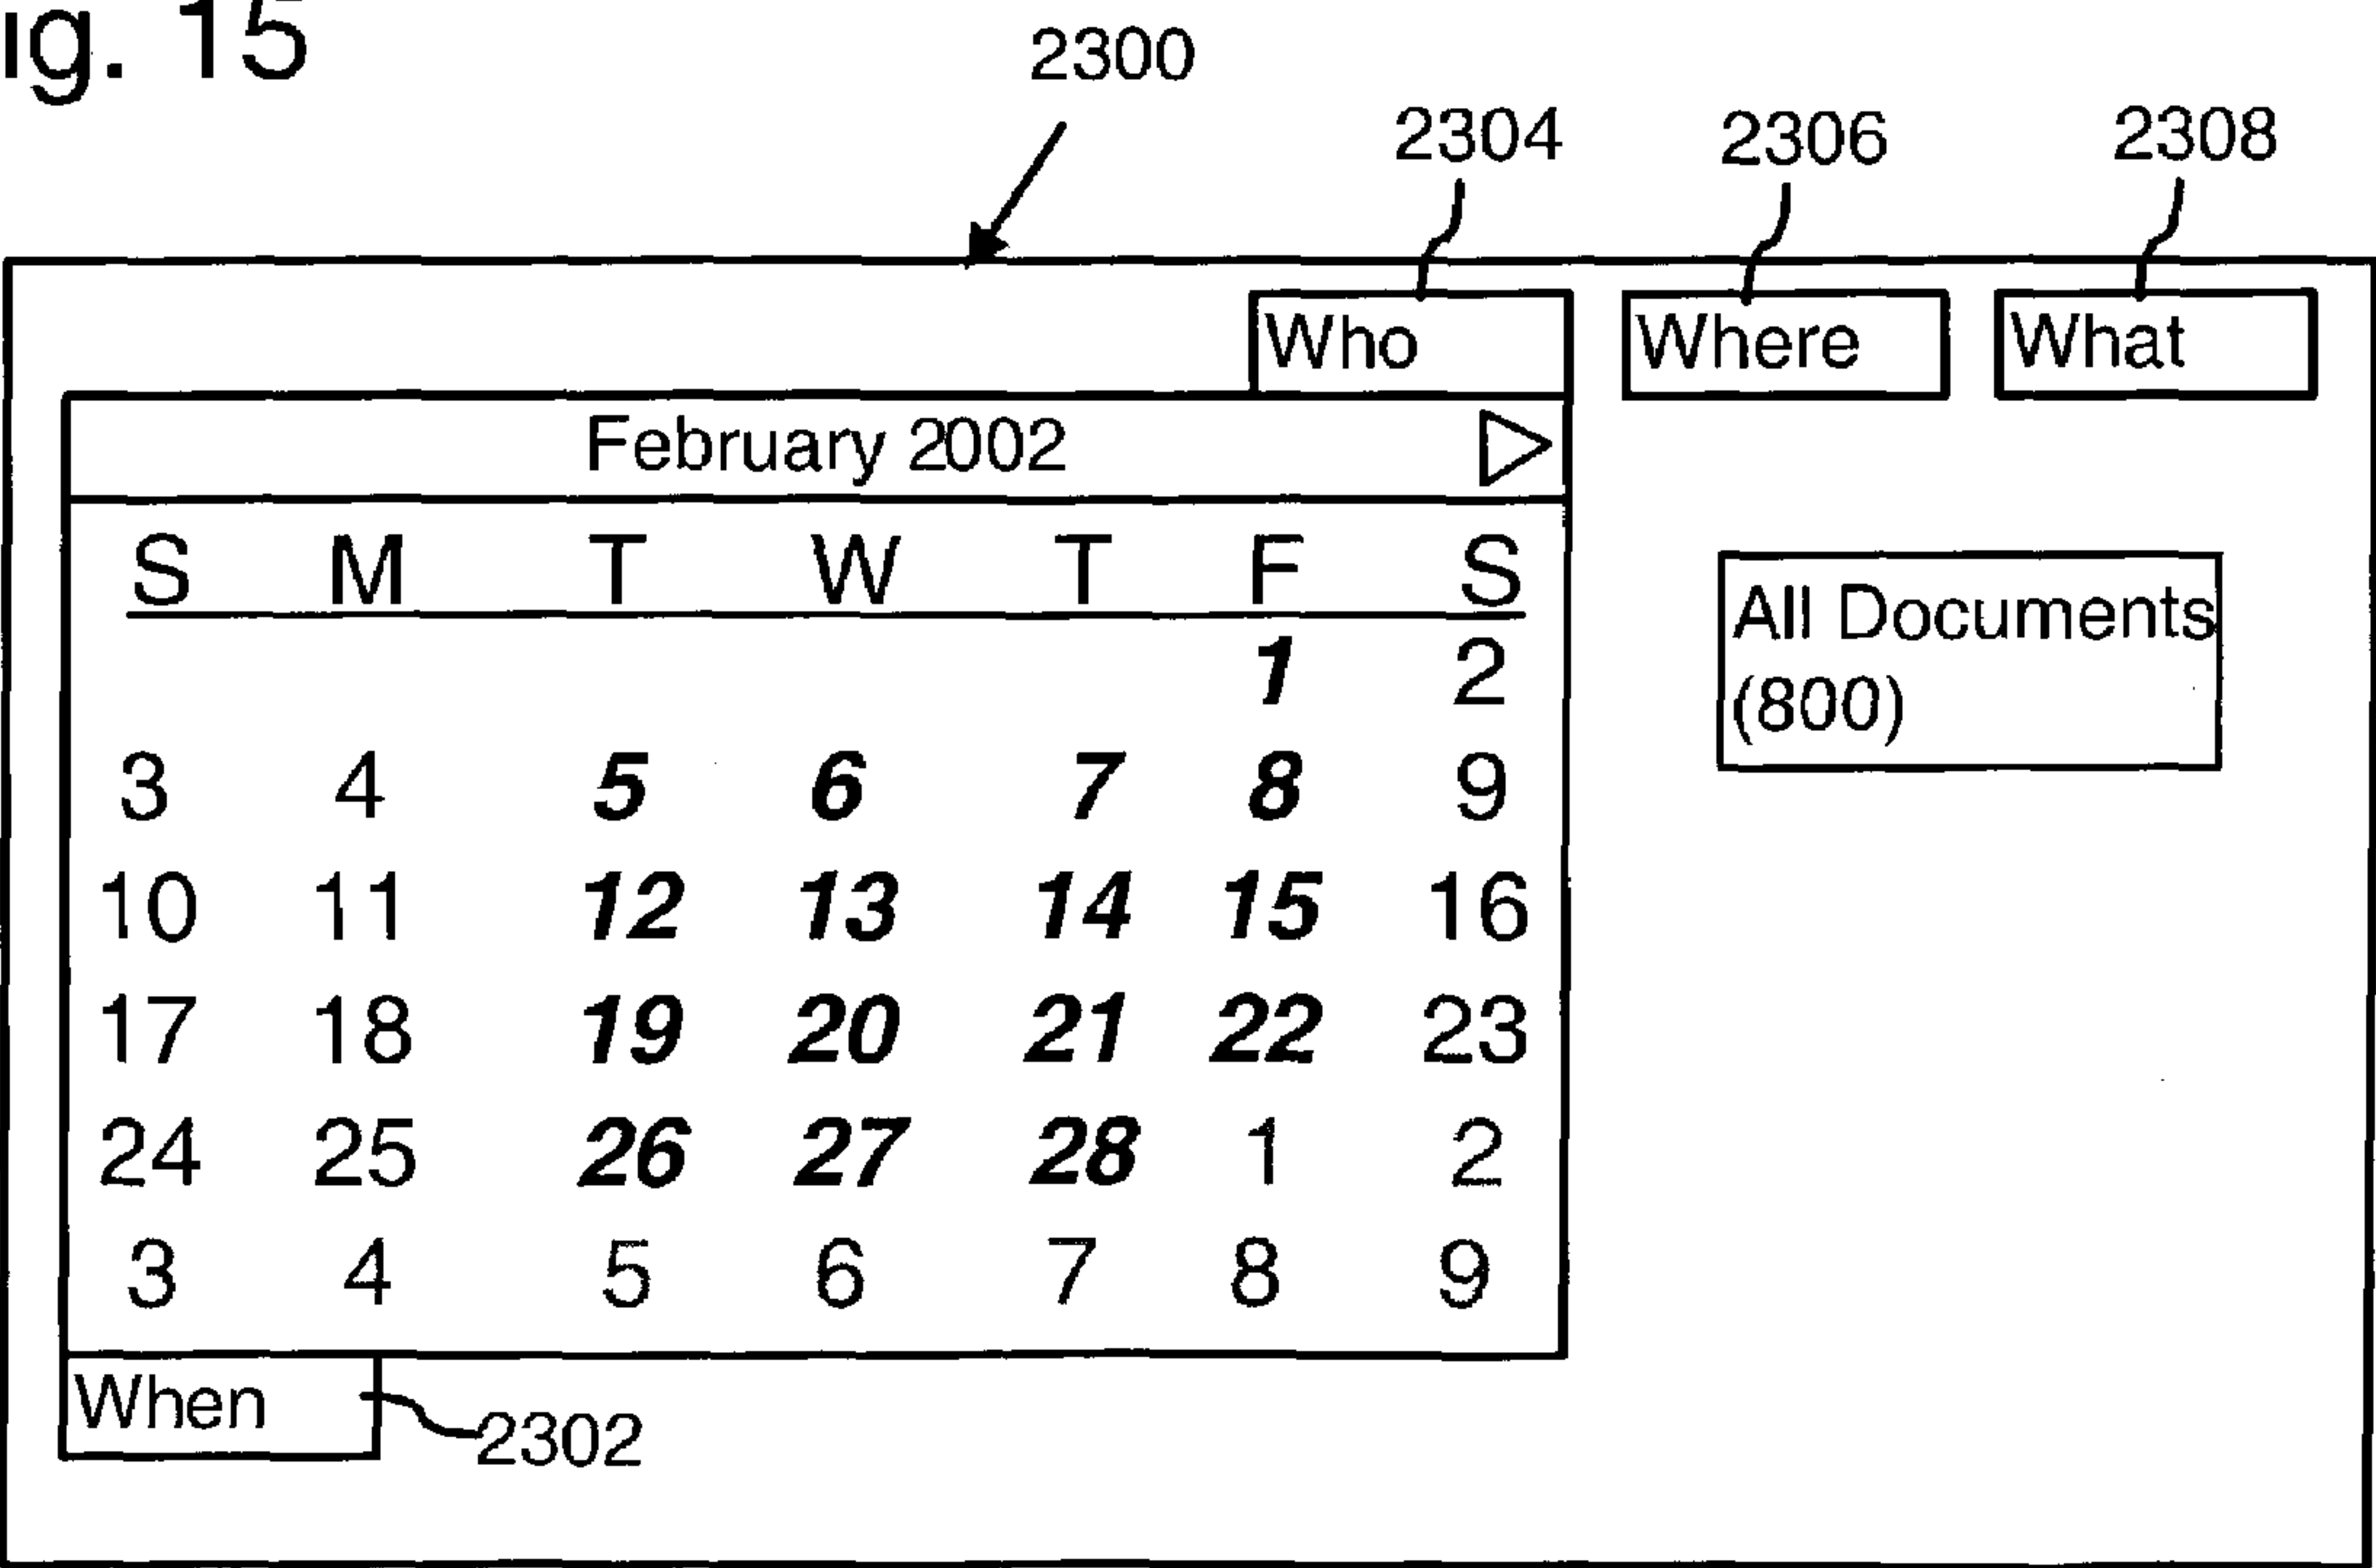 ig. 15
2300
2304 2306 2308
Who Where What
February 2002
S M T W T F S
1 2
3 4 5 6 7 8 9
10 11 12 13 14 15 16
17 18 19 20 21 22 23
24 25 26 27 28 1 2
3 4 5 6 7 8 9
All Documents
(800)
When
2302